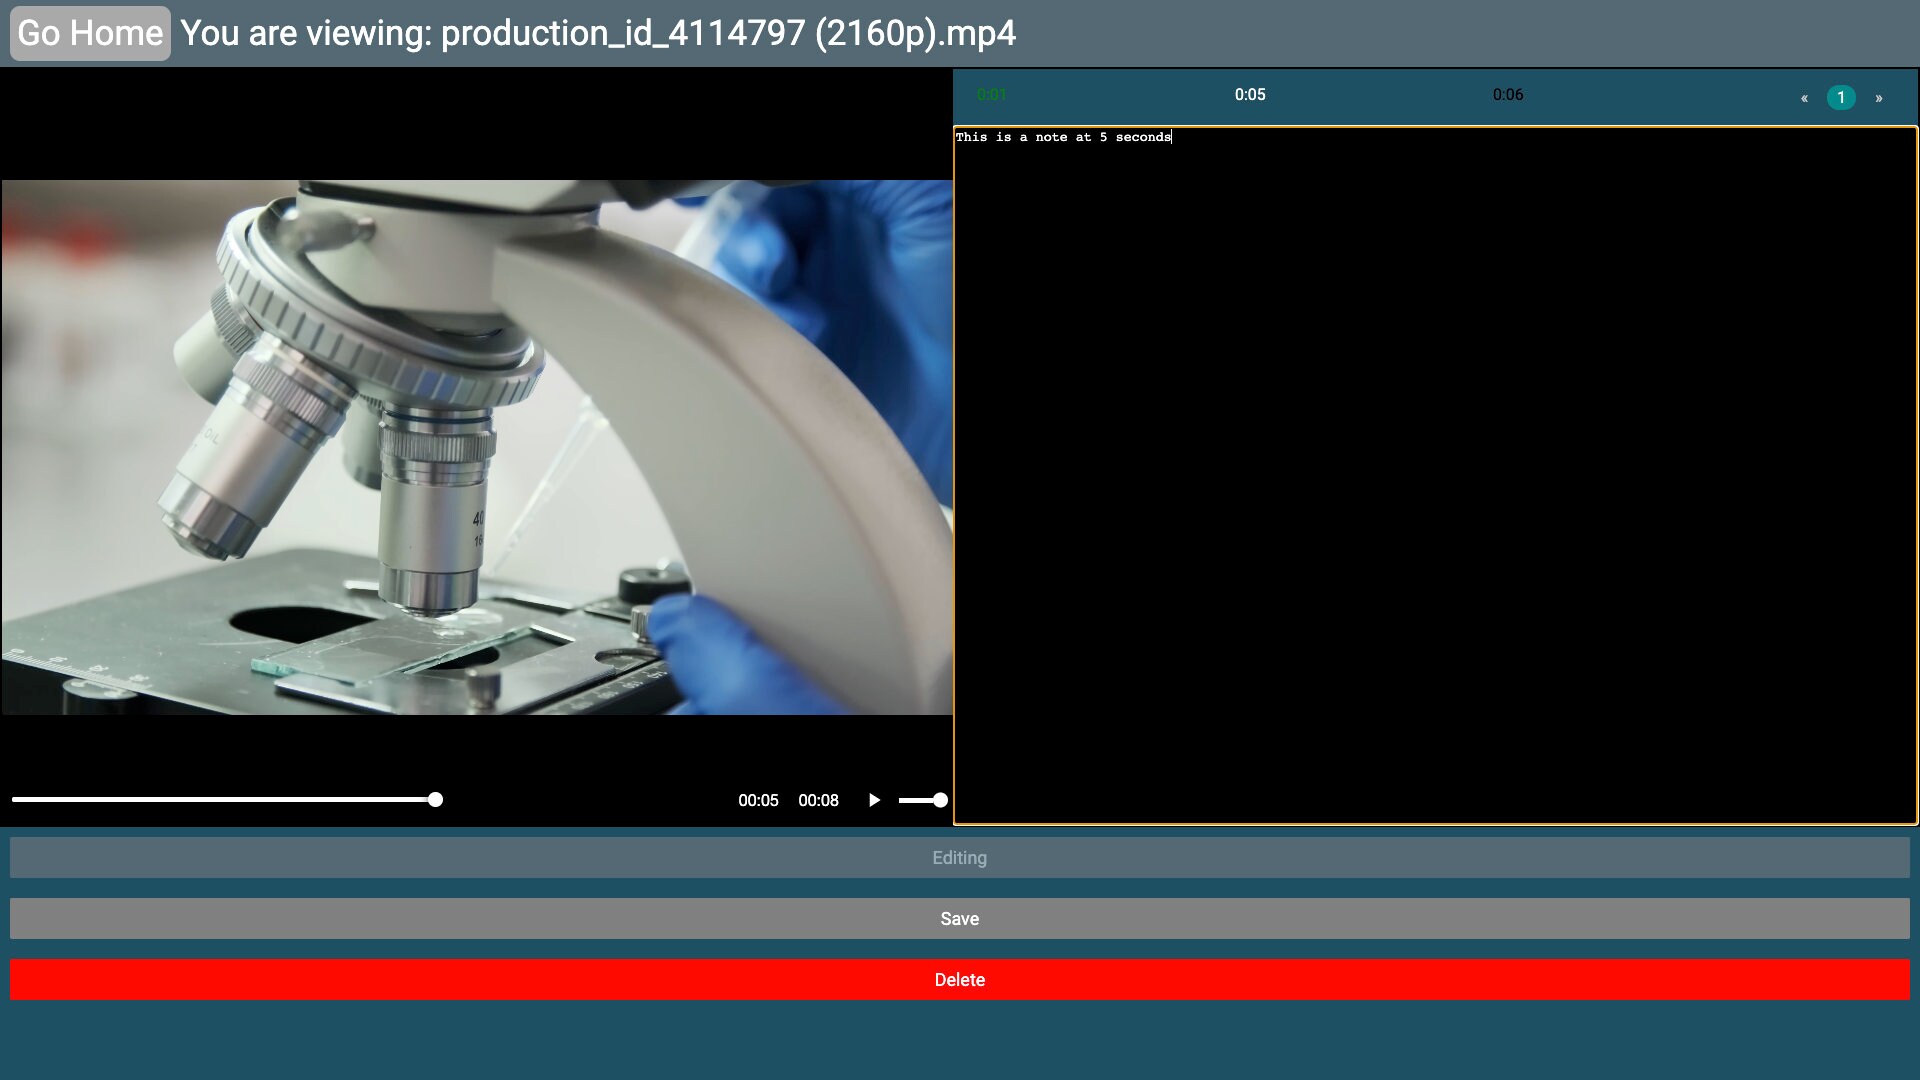 Go Home You are viewing: production_id_4114797 (2160p).mp4
0:01 0:05 0:06 « 1 »
This is a note at 5 seconds
40
00:05 00:08
Editing
Save
Delete